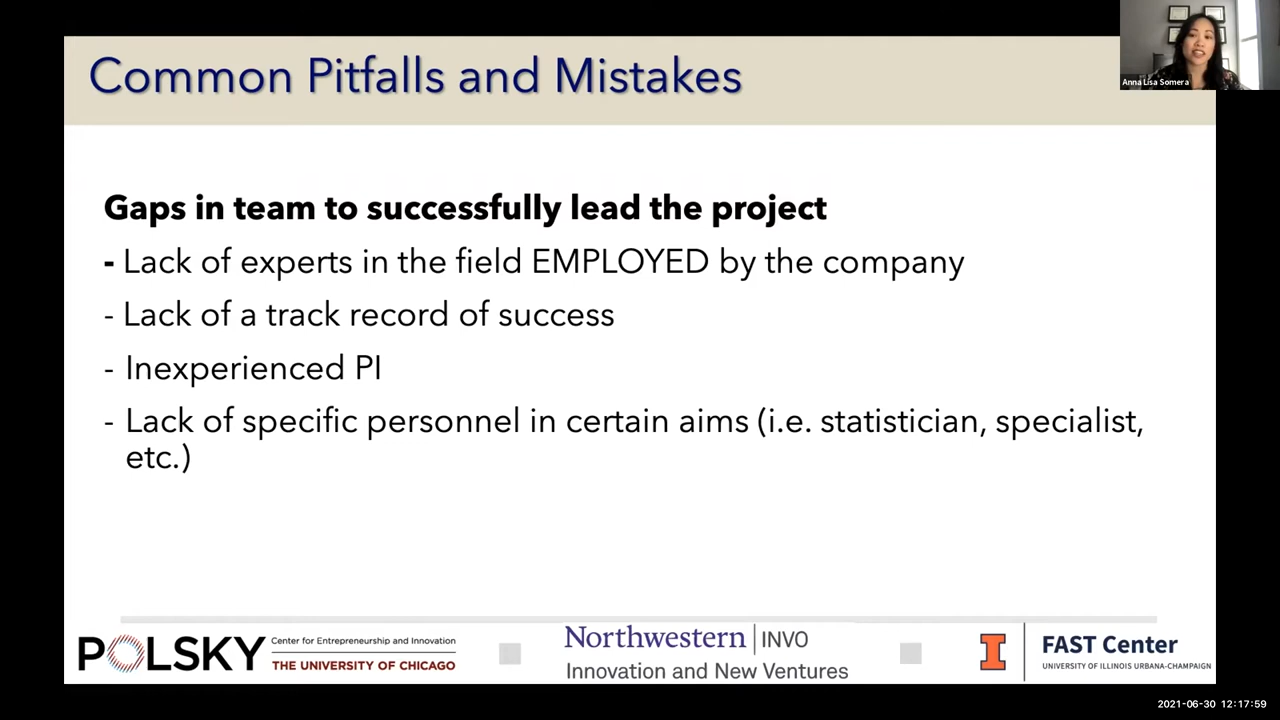 Common Pitfalls and Mistakes
Anna Lisa Somera
Gaps in team to successfully lead the project
- Lack of experts in the field EMPLOYED by the company
- Lack of a track record of success
- Inexperienced PI
- Lack of specific personnel in certain aims (i.e. statistician, specialist,
etc.)
POLSKY
Center for Entrepreneurship and Innovation
THE UNIVERSITY OF CHICAGO
Northwestern | INVO
Innovation and New Ventures
I
FAST Center
UNIVERSITY OF ILLINOIS URBANA-CHAMPAIGN
2021-06-30 12:17:59